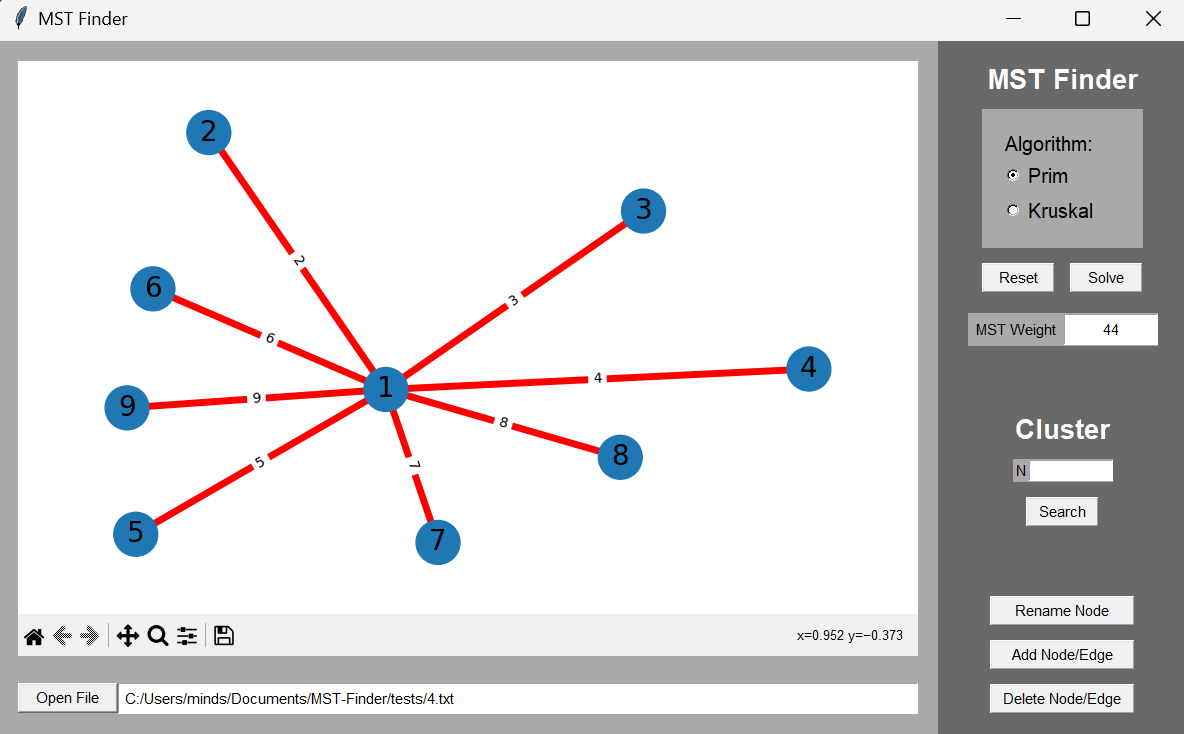 MST Finder
MST Finder
Algorithm:
Prim
Kruskal
Reset Solve
MST Weight 44
Cluster
N
Search
Rename Node
Add Node/Edge
Delete Node/Edge
2
3
2
6
3
6
4
4
1
9
9
8
8
5
7
5
7
x=0.952 y=−0.373
Open File C:/Users/minds/Documents/MST-Finder/tests/4.txt